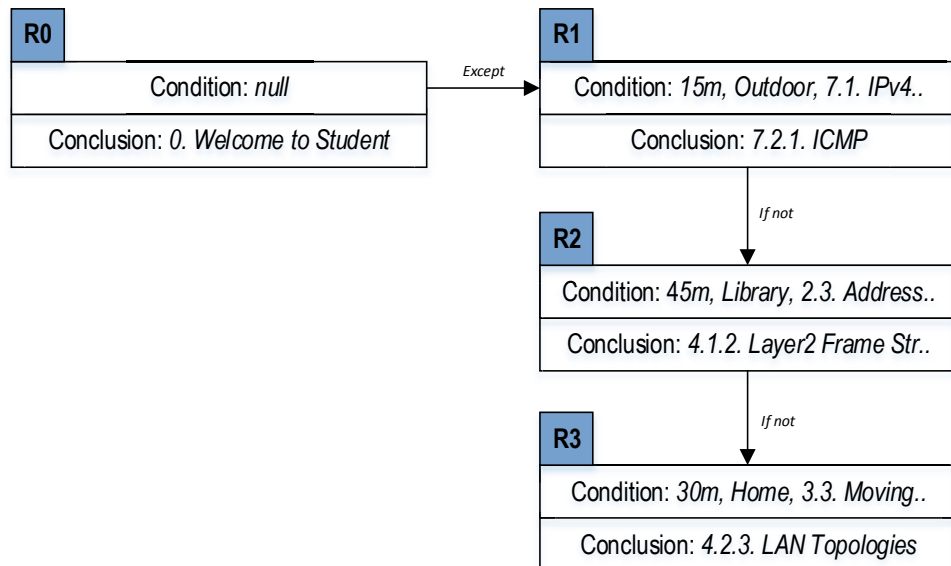 R0
Condition: null
Conclusion: 0. Welcome to Student
Except
R1
Condition: 15m, Outdoor, 7.1. IPv4..
Conclusion: 7.2.1. ICMP
If not
R2
Condition: 45m, Library, 2.3. Address..
Conclusion: 4.1.2. Layer2 Frame Str..
If not
R3
Condition: 30m, Home, 3.3. Moving..
Conclusion: 4.2.3. LAN Topologies